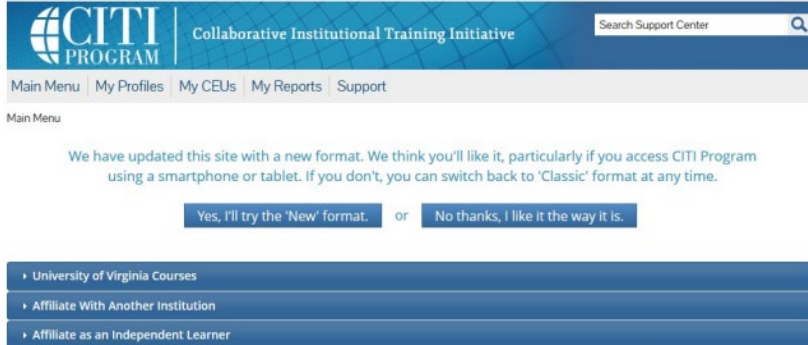 CITI
PROGRAM
Collaborative Institutional Training Initiative
Search Support Center
Main Menu My Profiles My CEUs My Reports Support
Main Menu
We have updated this site with a new format. We think you'll like it, particularly if you access CITI Program
using a smartphone or tablet. If you don't, you can switch back to 'Classic' format at any time.
Yes, I'll try the 'New' format. or No thanks, I like it the way it is.
University of Virginia Courses
Affiliate With Another Institution
Affiliate as an Independent Learner